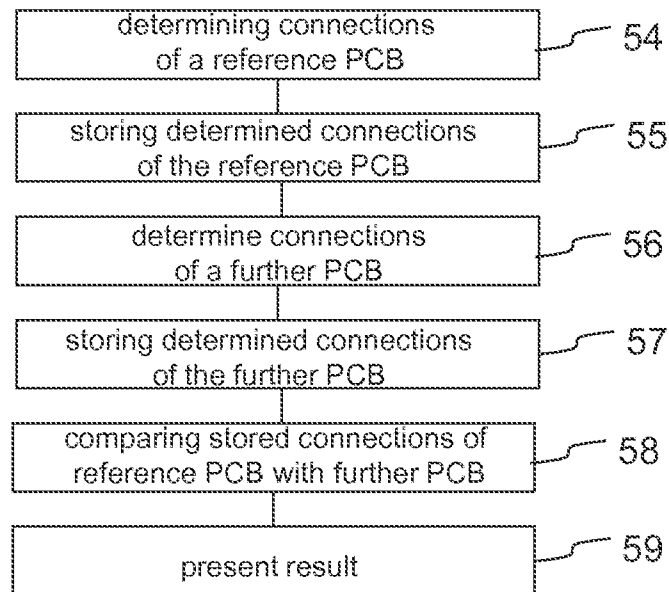 determining connections
of a reference PCB
54
storing determined connections
of the reference PCB
55
determine connections
of a further PCB
56
storing determined connections
of the further PCB
57
comparing stored connections of
reference PCB with further PCB
58
present result
59